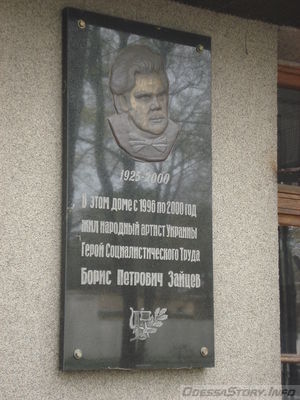 1925-2000
В этом доме с 1996 по 2000 год
жил народный артист Украины
Герой Социалистического Труда
Борис Петрович Зайцев
OdessaStory.Info